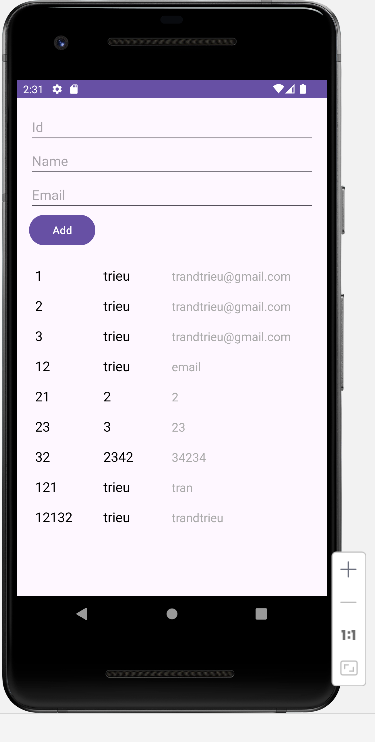 2:31
Id
Name
Email
Add
1 trieu trandtrieu@gmail.com
2 trieu trandtrieu@gmail.com
3 trieu trandtrieu@gmail.com
12 trieu email
21 2 2
23 3 23
32 2342 34234
121 trieu tran
12132 trieu trandtrieu
1:1